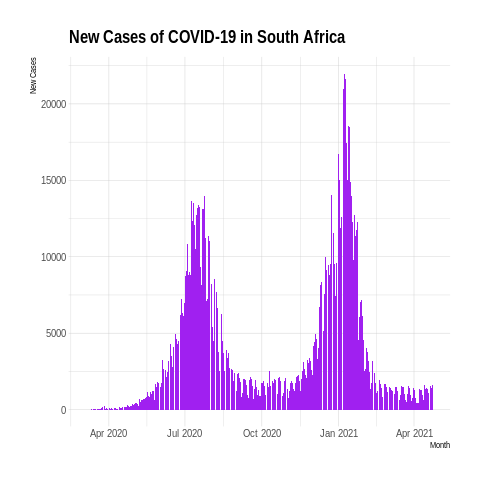 New Cases of COVID-19 in South Africa
New Cases
20000
15000
10000
5000
0
Apr 2020 Jul 2020 Oct 2020 Jan 2021 Apr 2021
Month